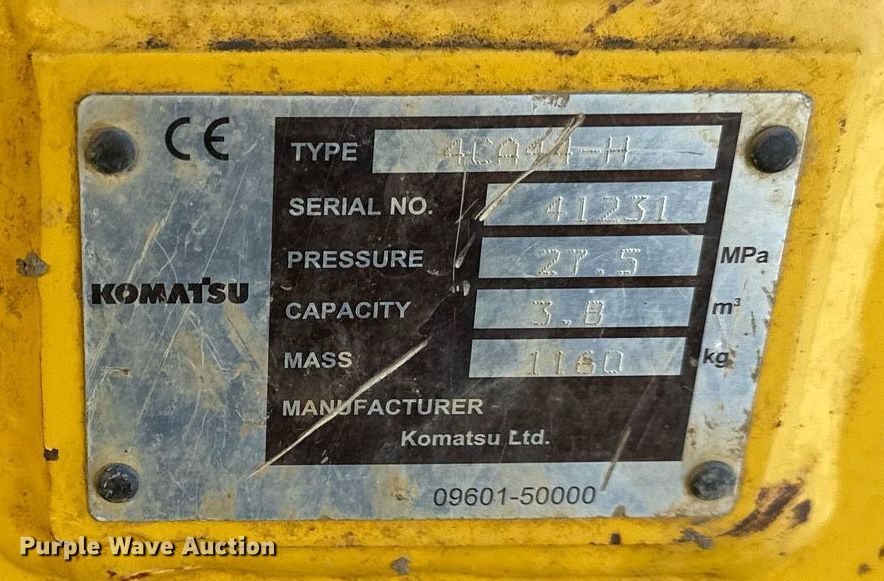 CE
KOMATSU
TYPE 4CA44-H
SERIAL NO. 41231
PRESSURE 27.5 MPa
CAPACITY 3.8 m³
MASS 1160 kg
MANUFACTURER
Komatsu Ltd.
09601-50000
Purple Wave Auction